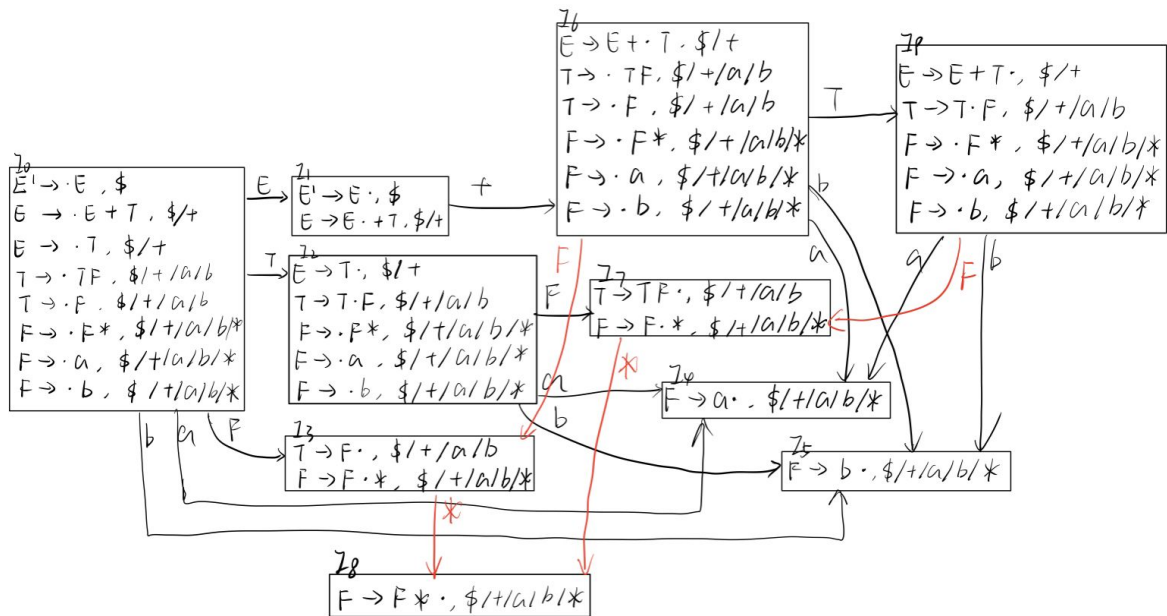 I0
E' → ·E , $
E → ·E+T, $/+
E → ·T, $/+
T → ·TF, $/+/a/b
T → ·F, $/+/a/b
F → ·F*, $/+/a/b/*
F → ·a, $/+/a/b/*
F → ·b, $/+/a/b/*
E
I1
E' → E·, $
E → E·+T, $/+
+
I6
E → E+·T, $/+
T → ·TF, $/+/a/b
T → ·F, $/+/a/b
F → ·F*, $/+/a/b/*
F → ·a, $/+/a/b/*
F → ·b, $/+/a/b/*
T
I9
E → E+T·, $/+
T → T·F, $/+/a/b
F → ·F*, $/+/a/b/*
F → ·a, $/+/a/b/*
F → ·b, $/+/a/b/*
T
I2
E → T·, $/+
T → T·F, $/+/a/b
F → ·F*, $/+/a/b/*
F → ·a, $/+/a/b/*
F → ·b, $/+/a/b/*
F
F
I7
T → TF·, $/+/a/b
F → F·*, $/+/a/b/*
b
a
a
F
b
*
a
b
I4
F → a·, $/+/a/b/*
b
a
F
I3
T → F·, $/+/a/b
F → F·*, $/+/a/b/*
I5
F → b·, $/+/a/b/*
*
I8
F → F*·, $/+/a/b/*